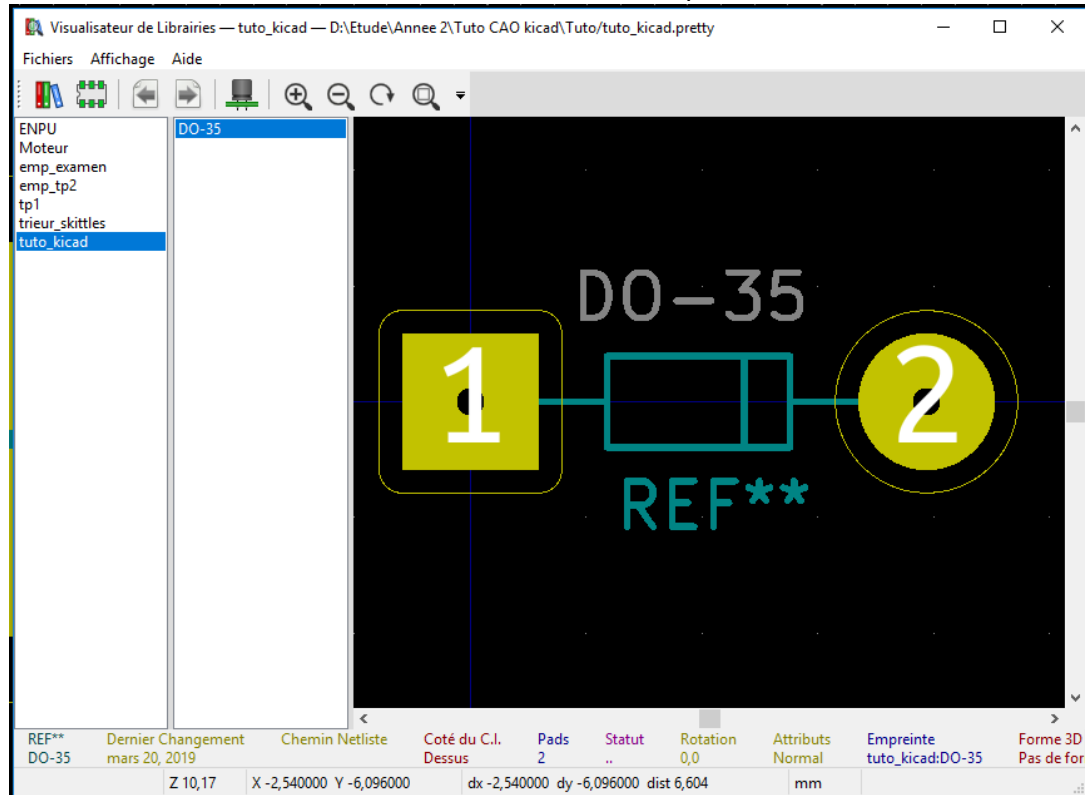 Visualisateur de Librairies — tuto_kicad — D:\Etude\Annee 2\Tuto CAO kicad\Tuto/tuto_kicad.pretty
Fichiers Affichage Aide
ENPU
Moteur
emp_examen
emp_tp2
tp1
trieur_skittles
tuto_kicad
DO-35
DO-35
1
2
REF**
REF** Dernier Changement Chemin Netliste Coté du C.I. Pads Statut Rotation Attributs Empreinte Forme 3D
DO-35 mars 20, 2019 Dessus 2 .. 0,0 Normal tuto_kicad:DO-35 Pas de for
Z 10,17 X -2,540000 Y -6,096000 dx -2,540000 dy -6,096000 dist 6,604 mm